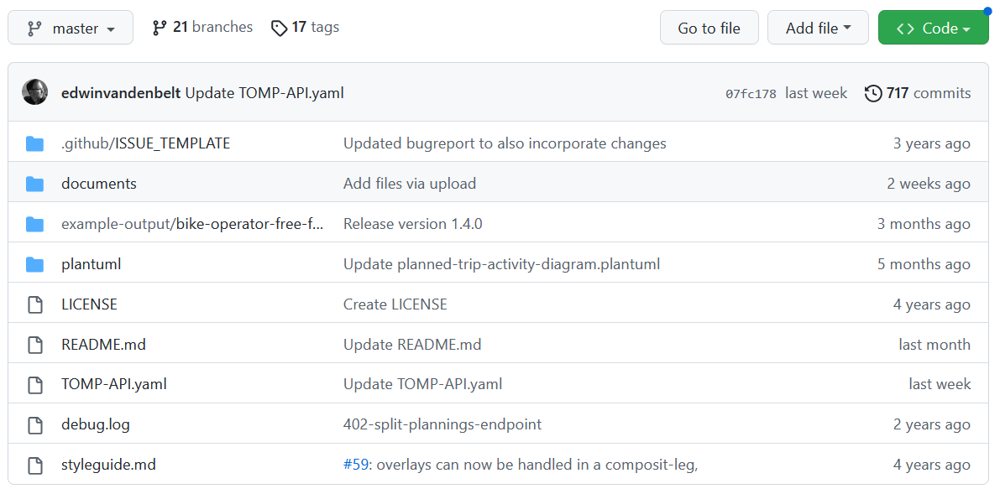 master 21 branches 17 tags Go to file Add file Code
edwinvandenbelt Update TOMP-API.yaml 07fc178 last week 717 commits
.github/ISSUE_TEMPLATE Updated bugreport to also incorporate changes 3 years ago
documents Add files via upload 2 weeks ago
example-output/bike-operator-free-f... Release version 1.4.0 3 months ago
plantuml Update planned-trip-activity-diagram.plantuml 5 months ago
LICENSE Create LICENSE 4 years ago
README.md Update README.md last month
TOMP-API.yaml Update TOMP-API.yaml last week
debug.log 402-split-plannings-endpoint 2 years ago
styleguide.md #59: overlays can now be handled in a composit-leg, 4 years ago